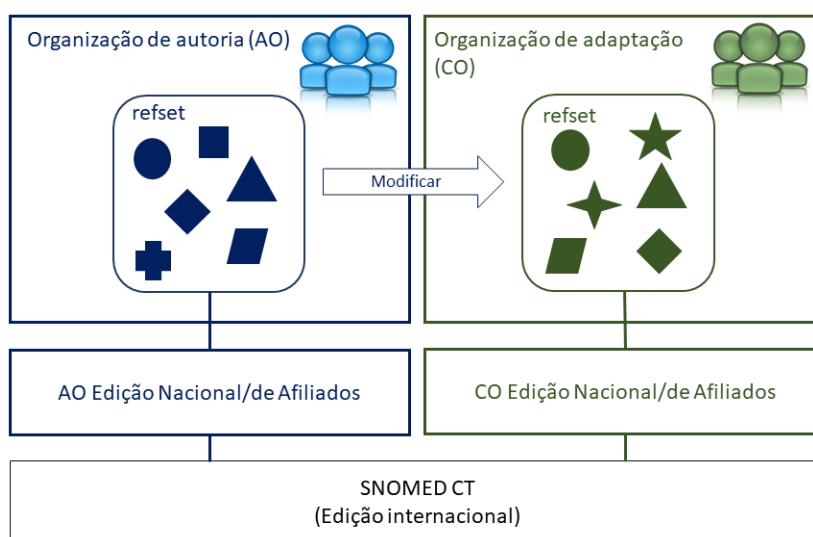 Organização de autoria (AO)
refset
Modificar
Organização de adaptação
(CO)
refset
AO Edição Nacional/de Afiliados
CO Edição Nacional/de Afiliados
SNOMED CT
(Edição internacional)